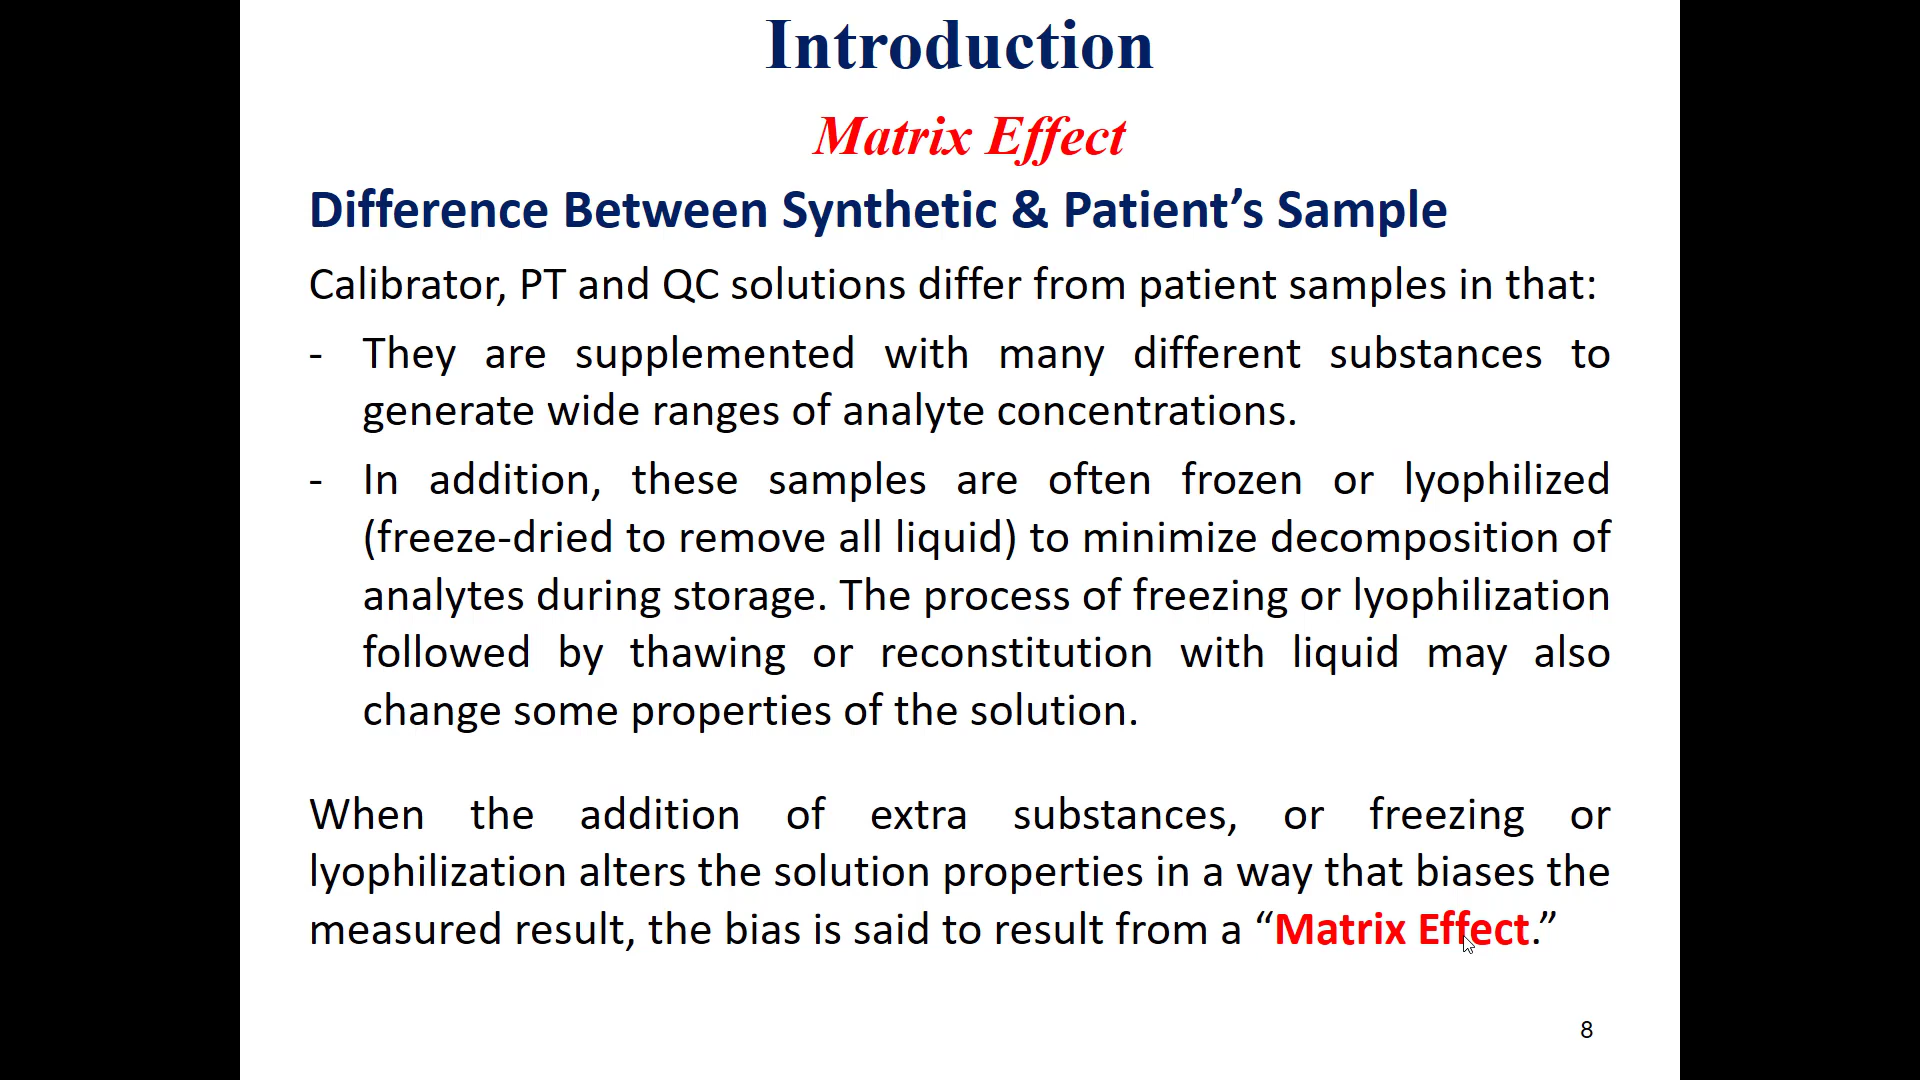 Introduction
Matrix Effect
Difference Between Synthetic & Patient’s Sample
Calibrator, PT and QC solutions differ from patient samples in that:
- They are supplemented with many different substances to
generate wide ranges of analyte concentrations.
- In addition, these samples are often frozen or lyophilized
(freeze-dried to remove all liquid) to minimize decomposition of
analytes during storage. The process of freezing or lyophilization
followed by thawing or reconstitution with liquid may also
change some properties of the solution.
When the addition of extra substances, or freezing or
lyophilization alters the solution properties in a way that biases the
measured result, the bias is said to result from a “Matrix Effect.”
8